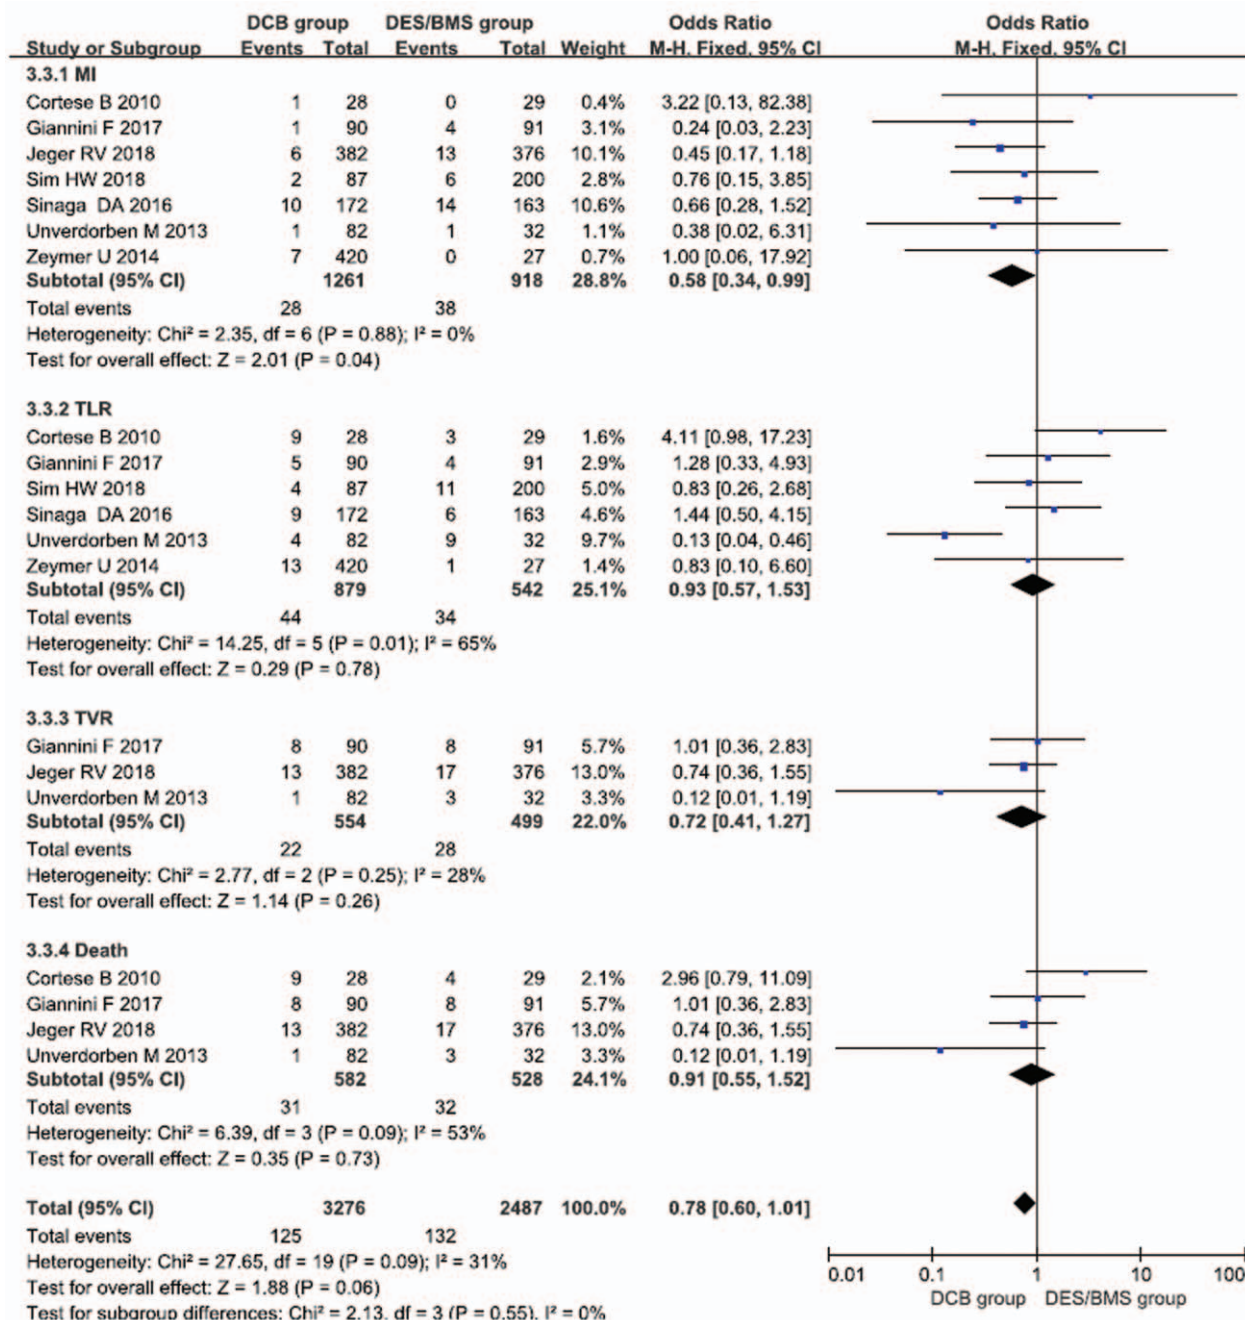 DCB group DES/BMS group Odds Ratio Odds Ratio
Study or Subgroup Events Total Events Total Weight M-H, Fixed, 95% CI M-H, Fixed, 95% CI
3.3.1 MI
Cortese B 2010 1 28 0 29 0.4% 3.22 [0.13, 82.38]
Giannini F 2017 1 90 4 91 3.1% 0.24 [0.03, 2.23]
Jeger RV 2018 6 382 13 376 10.1% 0.45 [0.17, 1.18]
Sim HW 2018 2 87 6 200 2.8% 0.76 [0.15, 3.85]
Sinaga DA 2016 10 172 14 163 10.6% 0.66 [0.28, 1.52]
Unverdorben M 2013 1 82 1 32 1.1% 0.38 [0.02, 6.31]
Zeymer U 2014 7 420 0 27 0.7% 1.00 [0.06, 17.92]
Subtotal (95% CI) 1261 918 28.8% 0.58 [0.34, 0.99]
Total events 28 38
Heterogeneity: Chi² = 2.35, df = 6 (P = 0.88); I² = 0%
Test for overall effect: Z = 2.01 (P = 0.04)
3.3.2 TLR
Cortese B 2010 9 28 3 29 1.6% 4.11 [0.98, 17.23]
Giannini F 2017 5 90 4 91 2.9% 1.28 [0.33, 4.93]
Sim HW 2018 4 87 11 200 5.0% 0.83 [0.26, 2.68]
Sinaga DA 2016 9 172 6 163 4.6% 1.44 [0.50, 4.15]
Unverdorben M 2013 4 82 9 32 9.7% 0.13 [0.04, 0.46]
Zeymer U 2014 13 420 1 27 1.4% 0.83 [0.10, 6.60]
Subtotal (95% CI) 879 542 25.1% 0.93 [0.57, 1.53]
Total events 44 34
Heterogeneity: Chi² = 14.25, df = 5 (P = 0.01); I² = 65%
Test for overall effect: Z = 0.29 (P = 0.78)
3.3.3 TVR
Giannini F 2017 8 90 8 91 5.7% 1.01 [0.36, 2.83]
Jeger RV 2018 13 382 17 376 13.0% 0.74 [0.36, 1.55]
Unverdorben M 2013 1 82 3 32 3.3% 0.12 [0.01, 1.19]
Subtotal (95% CI) 554 499 22.0% 0.72 [0.41, 1.27]
Total events 22 28
Heterogeneity: Chi² = 2.77, df = 2 (P = 0.25); I² = 28%
Test for overall effect: Z = 1.14 (P = 0.26)
3.3.4 Death
Cortese B 2010 9 28 4 29 2.1% 2.96 [0.79, 11.09]
Giannini F 2017 8 90 8 91 5.7% 1.01 [0.36, 2.83]
Jeger RV 2018 13 382 17 376 13.0% 0.74 [0.36, 1.55]
Unverdorben M 2013 1 82 3 32 3.3% 0.12 [0.01, 1.19]
Subtotal (95% CI) 582 528 24.1% 0.91 [0.55, 1.52]
Total events 31 32
Heterogeneity: Chi² = 6.39, df = 3 (P = 0.09); I² = 53%
Test for overall effect: Z = 0.35 (P = 0.73)
Total (95% CI) 3276 2487 100.0% 0.78 [0.60, 1.01]
Total events 125 132
Heterogeneity: Chi² = 27.65, df = 19 (P = 0.09); I² = 31%
Test for overall effect: Z = 1.88 (P = 0.06)
Test for subgroup differences: Chi² = 2.13, df = 3 (P = 0.55), I² = 0%
0.01 0.1 1 10 100
DCB group DES/BMS group